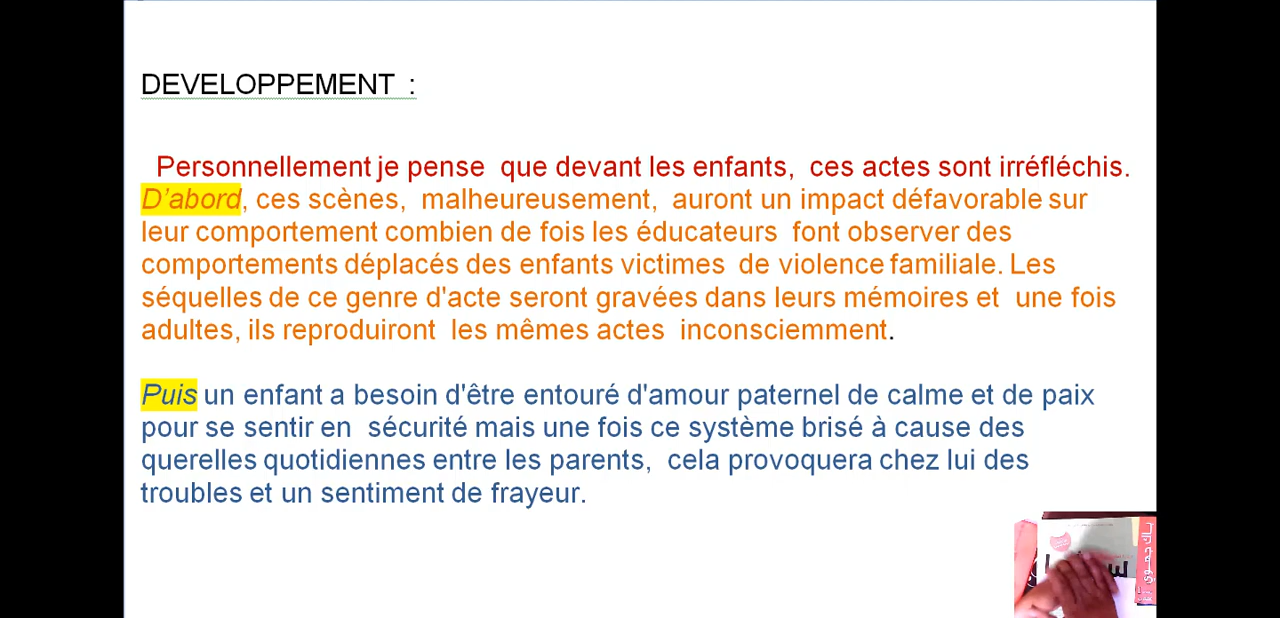 DEVELOPPEMENT :
Personnellement je pense que devant les enfants, ces actes sont irréfléchis.
D’abord, ces scènes, malheureusement, auront un impact défavorable sur
leur comportement combien de fois les éducateurs font observer des
comportements déplacés des enfants victimes de violence familiale. Les
séquelles de ce genre d'acte seront gravées dans leurs mémoires et une fois
adultes, ils reproduiront les mêmes actes inconsciemment.
Puis un enfant a besoin d'être entouré d'amour paternel de calme et de paix
pour se sentir en sécurité mais une fois ce système brisé à cause des
querelles quotidiennes entre les parents, cela provoquera chez lui des
troubles et un sentiment de frayeur.
باك جهوي